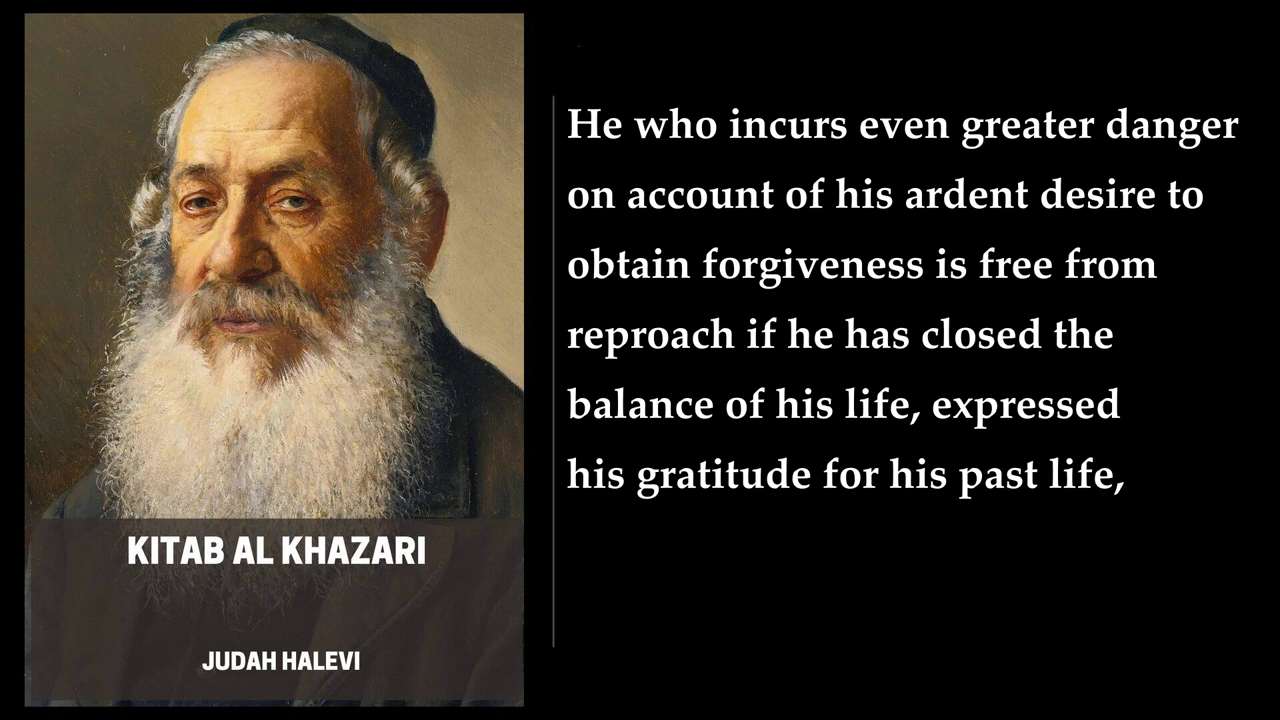 KITAB AL KHAZARI
JUDAH HALEVI
He who incurs even greater danger
on account of his ardent desire to
obtain forgiveness is free from
reproach if he has closed the
balance of his life, expressed
his gratitude for his past life,